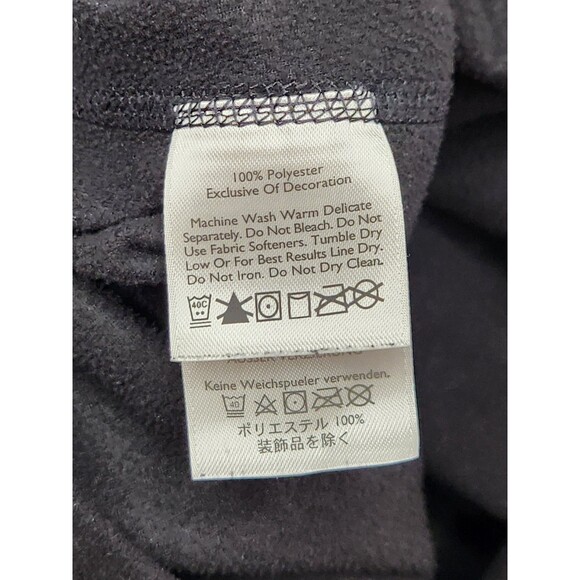 100% Polyester
Exclusive Of Decoration
Machine Wash Warm Delicate
Separately. Do Not Bleach. Do Not
Use Fabric Softeners. Tumble Dry
Low Or For Best Results Line Dry.
Do Not Iron. Do Not Dry Clean.
40C
AUSSER VERZIERUNG
Keine Weichspueler verwenden.
40
ポリエステル 100%
装飾品を除く